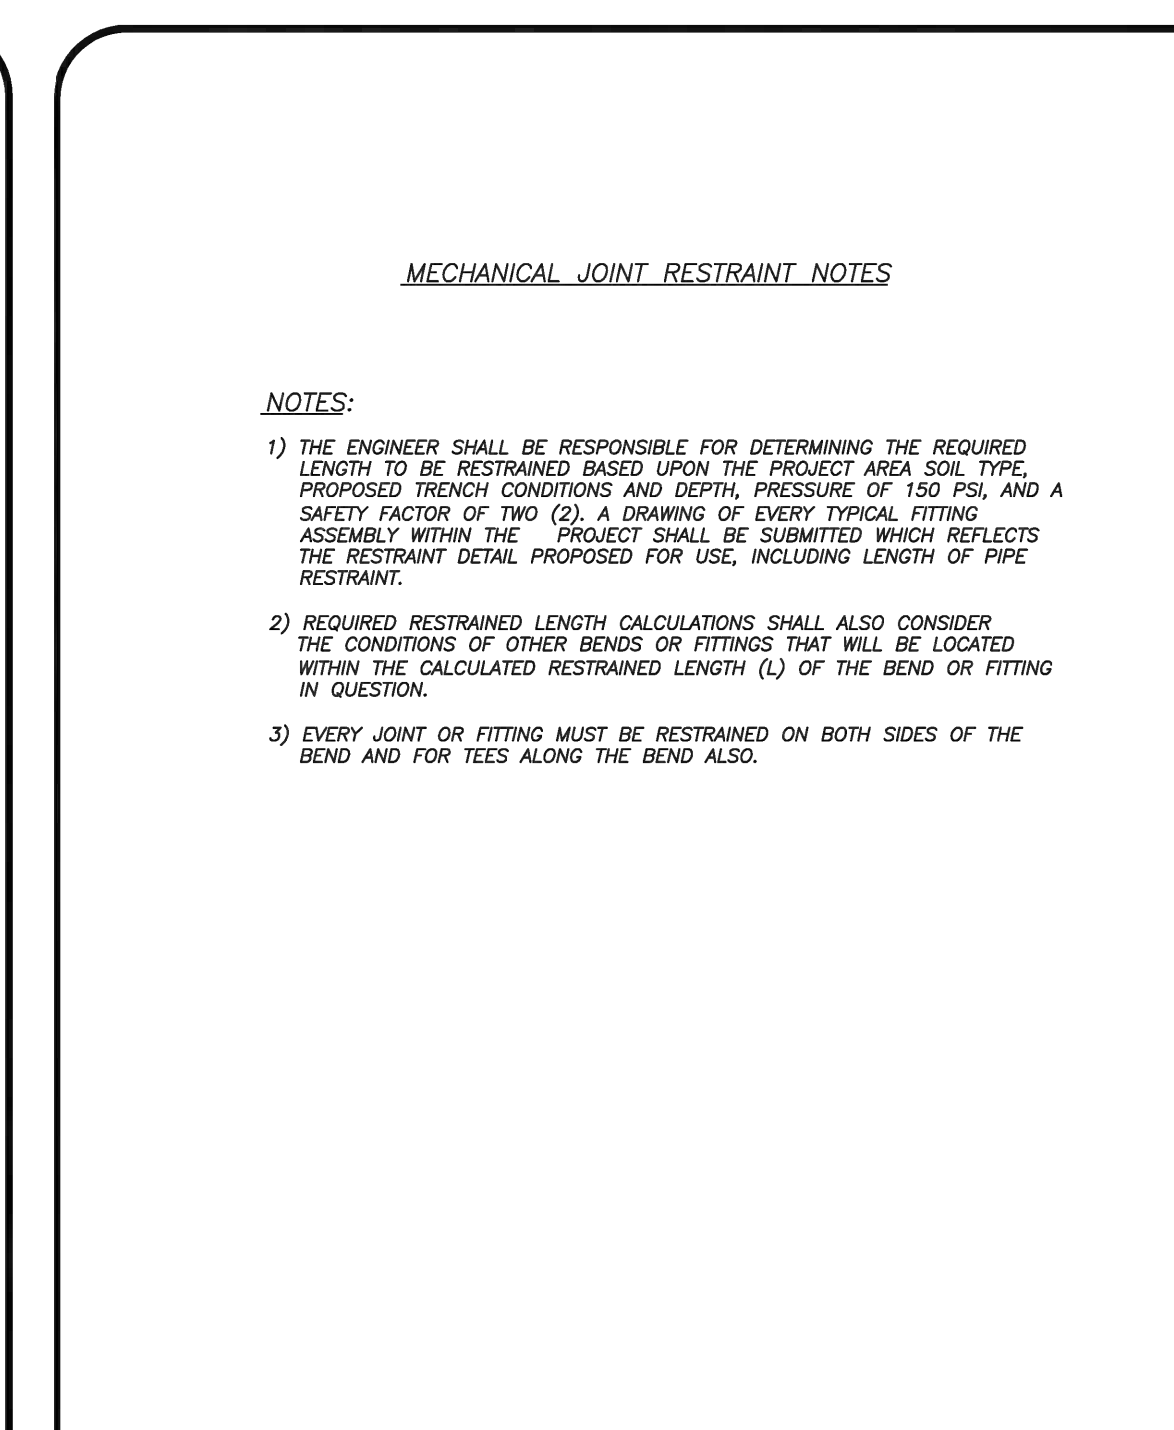 MECHANICAL JOINT RESTRAINT NOTES
NOTES:
1) THE ENGINEER SHALL BE RESPONSIBLE FOR DETERMINING THE REQUIRED
LENGTH TO BE RESTRAINED BASED UPON THE PROJECT AREA SOIL TYPE,
PROPOSED TRENCH CONDITIONS AND DEPTH, PRESSURE OF 150 PSI, AND A
SAFETY FACTOR OF TWO (2). A DRAWING OF EVERY TYPICAL FITTING
ASSEMBLY WITHIN THE PROJECT SHALL BE SUBMITTED WHICH REFLECTS
THE RESTRAINT DETAIL PROPOSED FOR USE, INCLUDING LENGTH OF PIPE
RESTRAINT.
2) REQUIRED RESTRAINED LENGTH CALCULATIONS SHALL ALSO CONSIDER
THE CONDITIONS OF OTHER BENDS OR FITTINGS THAT WILL BE LOCATED
WITHIN THE CALCULATED RESTRAINED LENGTH (L) OF THE BEND OR FITTING
IN QUESTION.
3) EVERY JOINT OR FITTING MUST BE RESTRAINED ON BOTH SIDES OF THE
BEND AND FOR TEES ALONG THE BEND ALSO.